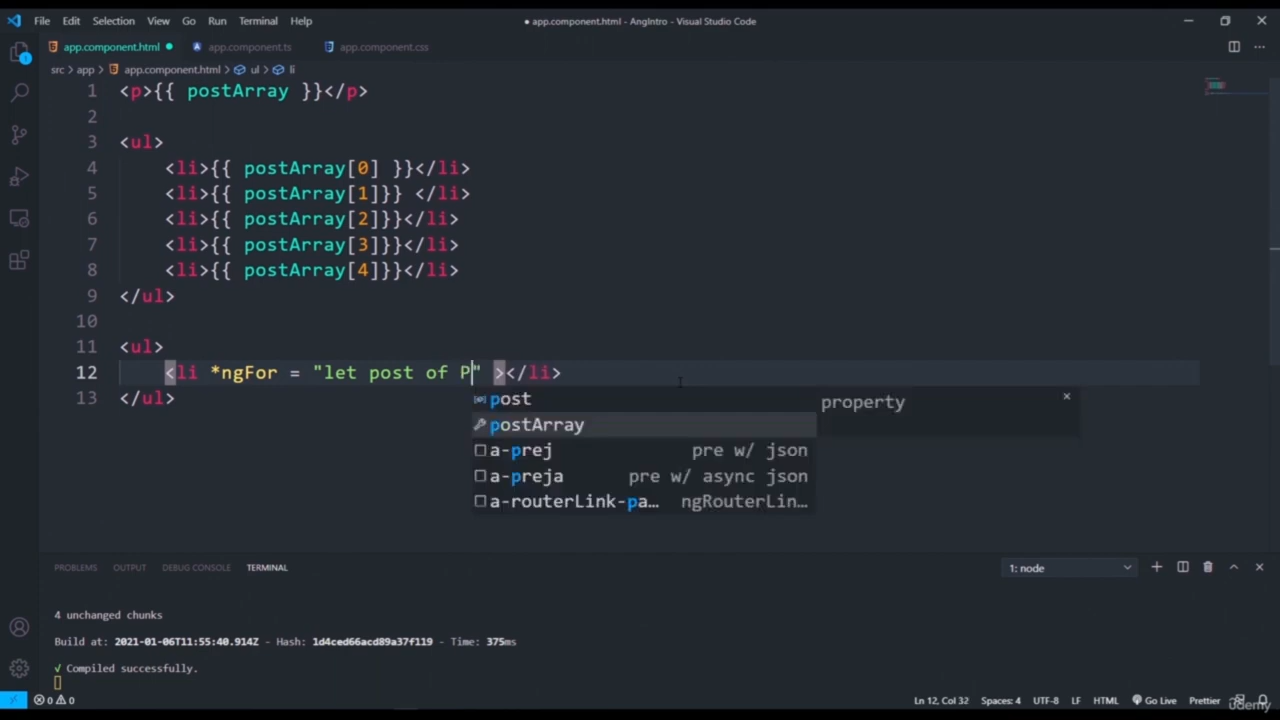 File Edit Selection View Go Run Terminal Help
● app.component.html - AngIntro - Visual Studio Code
app.component.html ● app.component.ts app.component.css
src > app > app.component.html > ul > li
1 <p>{{ postArray }}</p>
2
3 <ul>
4 <li>{{ postArray[0] }}</li>
5 <li>{{ postArray[1]}} </li>
6 <li>{{ postArray[2]}}</li>
7 <li>{{ postArray[3]}}</li>
8 <li>{{ postArray[4]}}</li>
9 </ul>
10
11 <ul>
12 <li *ngFor = "let post of P" ></li>
13 </ul>
post
postArray
property
a-prej pre w/ json
a-preja pre w/ async json
a-routerLink-pa… ngRouterLin…
1
PROBLEMS OUTPUT DEBUG CONSOLE TERMINAL
1: node
4 unchanged chunks
Build at: 2021-01-06T11:55:40.914Z - Hash: 1d4ced66acd89a37f119 - Time: 375ms
√ Compiled successfully.
0 0
Ln 12, Col 32 Spaces: 4 UTF-8 LF HTML Go Live Prettier
udemy